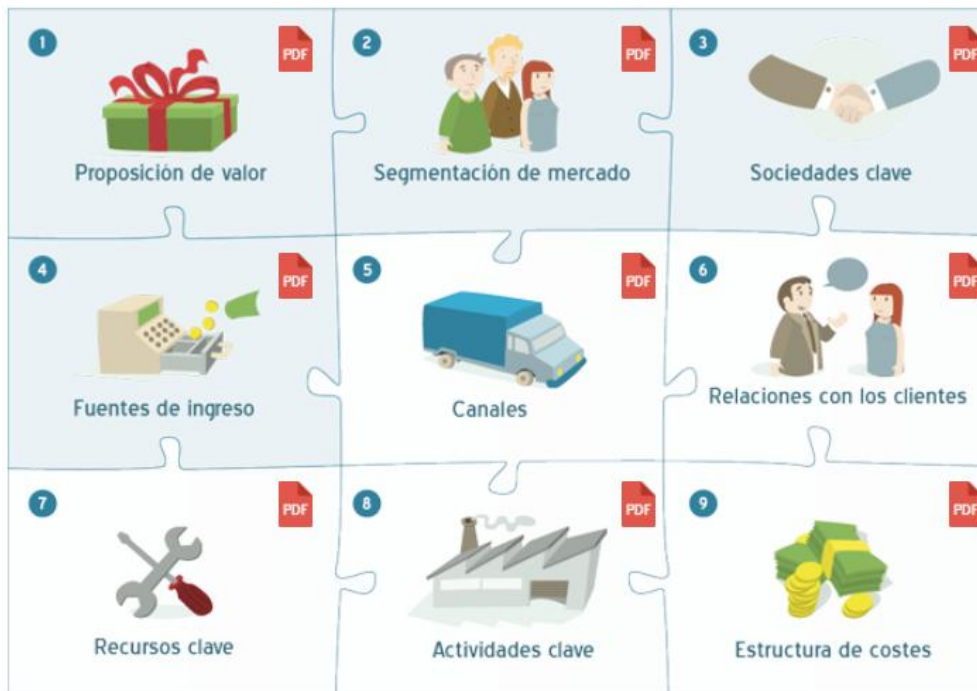 1
PDF
Proposición de valor
2
PDF
Segmentación de mercado
3
PDF
Sociedades clave
4
PDF
Fuentes de ingreso
5
PDF
Canales
6
PDF
Relaciones con los clientes
7
PDF
Recursos clave
8
PDF
Actividades clave
9
PDF
Estructura de costes